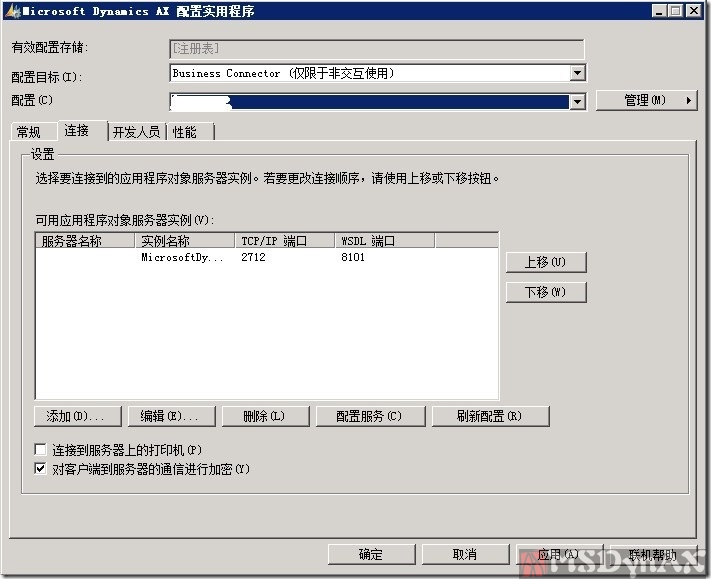 Microsoft Dynamics AX 配置实用程序
有效配置存储: [注册表]
配置目标(I): Business Connector (仅限于非交互使用)
配置(C) 管理(M)
常规 连接 开发人员 性能
设置
选择要连接到的应用程序对象服务器实例。若要更改连接顺序，请使用上移或下移按钮。
可用应用程序对象服务器实例(V):
服务器名称 实例名称 TCP/IP 端口 WSDL 端口
MicrosoftDy... 2712 8101
上移(U)
下移(W)
添加(D)... 编辑(E)... 删除(L) 配置服务(C) 刷新配置(R)
连接到服务器上的打印机(P)
对客户端到服务器的通信进行加密(Y)
确定 取消 应用(A) 联机帮助
MSDyNAX